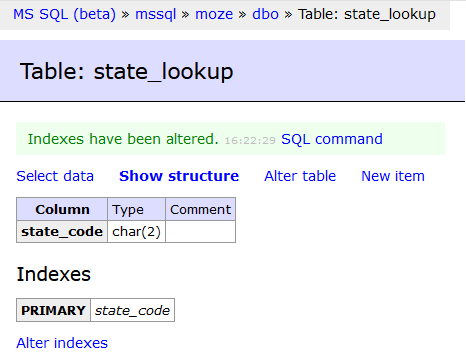 MS SQL (beta) » mssql » moze » dbo » Table: state_lookup
Table: state_lookup
Indexes have been altered. 16:22:29 SQL command
Select data Show structure Alter table New item
Column Type Comment
state_code char(2)
Indexes
PRIMARY state_code
Alter indexes